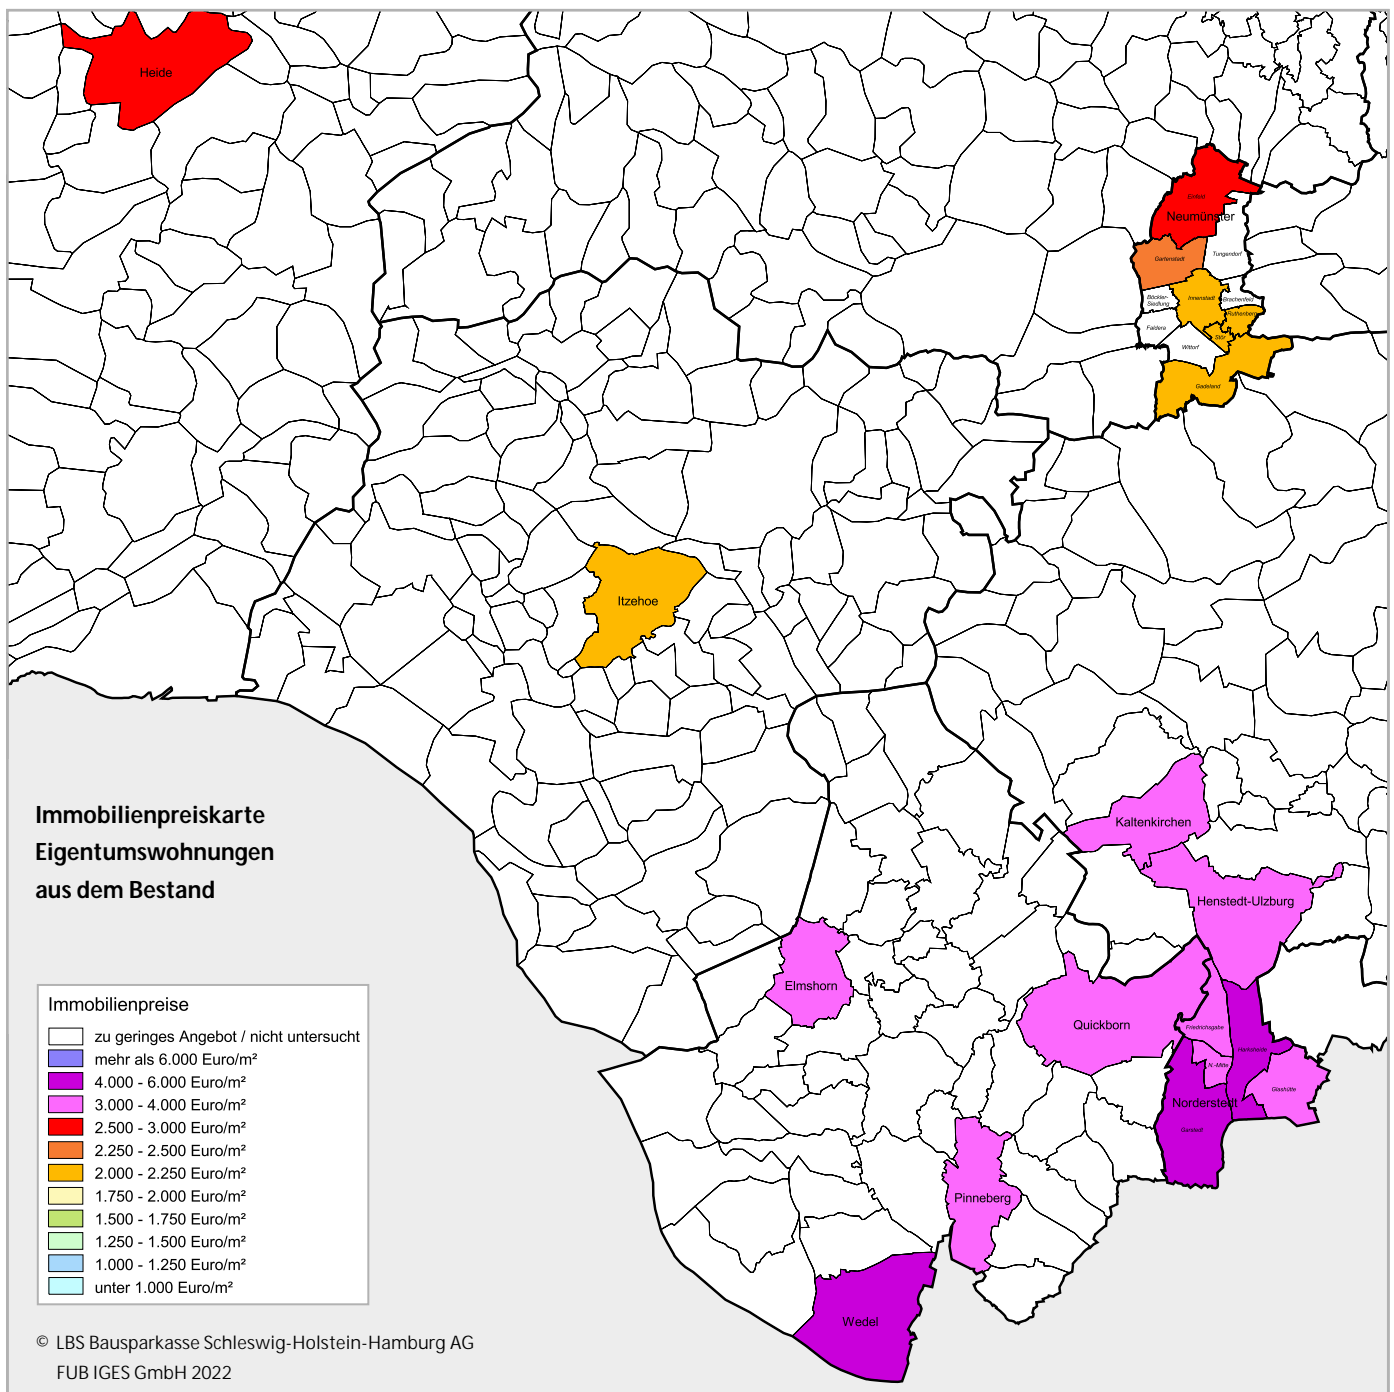 Heide
Einfeld
Neumünster
Gartenstadt
Tungendorf
Böckler-
Siedlung
Innenstadt
Brachenfeld
Ruthenberg
Faldera
Stör
Wittorf
Gadeland
Itzehoe
Immobilienpreiskarte
Eigentumswohnungen
aus dem Bestand
Kaltenkirchen
Henstedt-Ulzburg
Elmshorn
Quickborn
Friedrichsgabe
Harksheide
N.-Mitte
Glashütte
Norderstedt
Garstedt
Pinneberg
Wedel
Immobilienpreise
zu geringes Angebot / nicht untersucht
mehr als 6.000 Euro/m²
4.000 - 6.000 Euro/m²
3.000 - 4.000 Euro/m²
2.500 - 3.000 Euro/m²
2.250 - 2.500 Euro/m²
2.000 - 2.250 Euro/m²
1.750 - 2.000 Euro/m²
1.500 - 1.750 Euro/m²
1.250 - 1.500 Euro/m²
1.000 - 1.250 Euro/m²
unter 1.000 Euro/m²
© LBS Bausparkasse Schleswig-Holstein-Hamburg AG
FUB IGES GmbH 2022